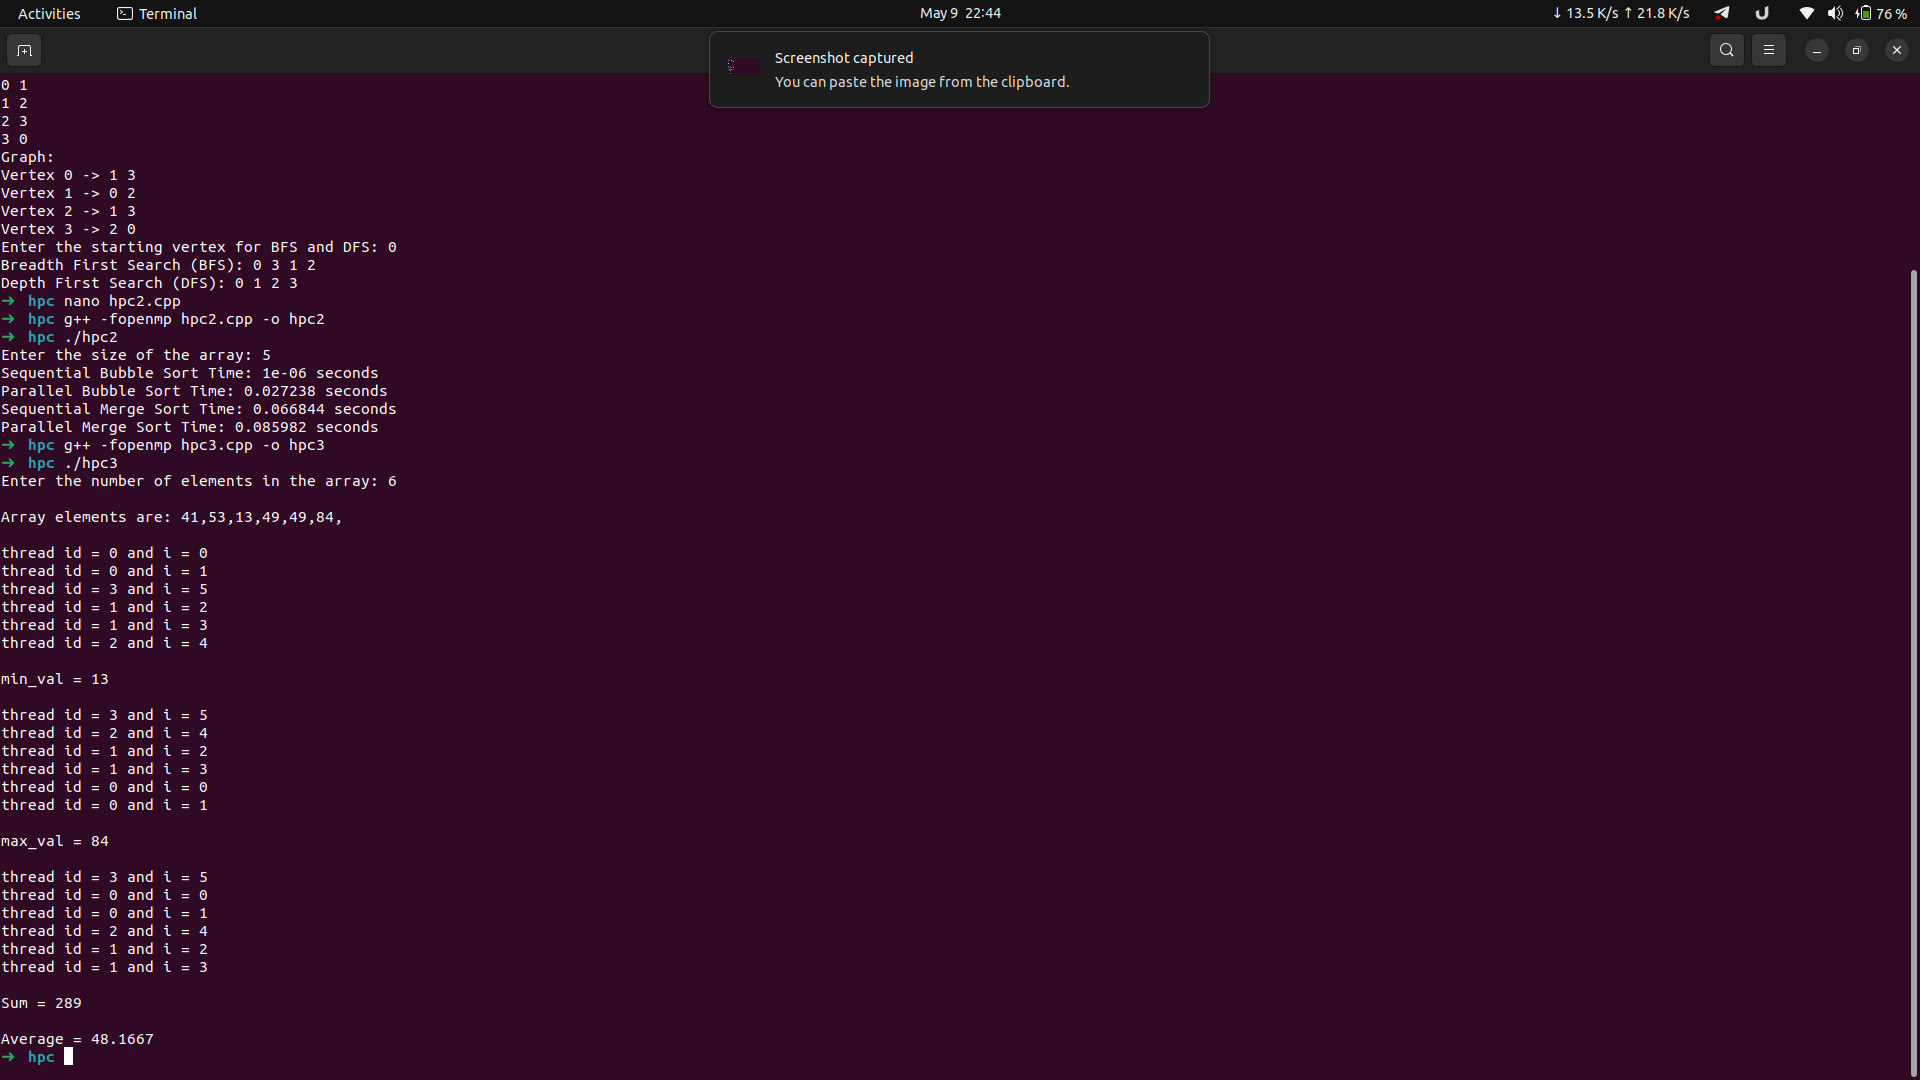 Activities
Terminal
May 9 22:44
↓ 13.5 K/s ↑ 21.8 K/s
76 %
Screenshot captured
You can paste the image from the clipboard.
0 1
1 2
2 3
3 0
Graph:
Vertex 0 -> 1 3
Vertex 1 -> 0 2
Vertex 2 -> 1 3
Vertex 3 -> 2 0
Enter the starting vertex for BFS and DFS: 0
Breadth First Search (BFS): 0 3 1 2
Depth First Search (DFS): 0 1 2 3
➜ hpc nano hpc2.cpp
➜ hpc g++ -fopenmp hpc2.cpp -o hpc2
➜ hpc ./hpc2
Enter the size of the array: 5
Sequential Bubble Sort Time: 1e-06 seconds
Parallel Bubble Sort Time: 0.027238 seconds
Sequential Merge Sort Time: 0.066844 seconds
Parallel Merge Sort Time: 0.085982 seconds
➜ hpc g++ -fopenmp hpc3.cpp -o hpc3
➜ hpc ./hpc3
Enter the number of elements in the array: 6
Array elements are: 41,53,13,49,49,84,
thread id = 0 and i = 0
thread id = 0 and i = 1
thread id = 3 and i = 5
thread id = 1 and i = 2
thread id = 1 and i = 3
thread id = 2 and i = 4
min_val = 13
thread id = 3 and i = 5
thread id = 2 and i = 4
thread id = 1 and i = 2
thread id = 1 and i = 3
thread id = 0 and i = 0
thread id = 0 and i = 1
max_val = 84
thread id = 3 and i = 5
thread id = 0 and i = 0
thread id = 0 and i = 1
thread id = 2 and i = 4
thread id = 1 and i = 2
thread id = 1 and i = 3
Sum = 289
Average = 48.1667
➜ hpc